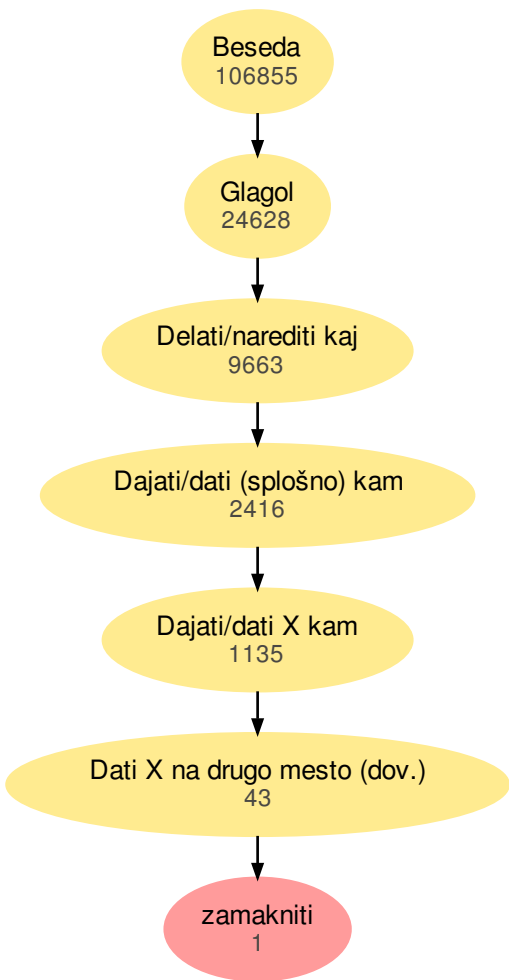 Beseda
106855
Glagol
24628
Delati/narediti kaj
9663
Dajati/dati (splošno) kam
2416
Dajati/dati X kam
1135
Dati X na drugo mesto (dov.)
43
zamakniti
1